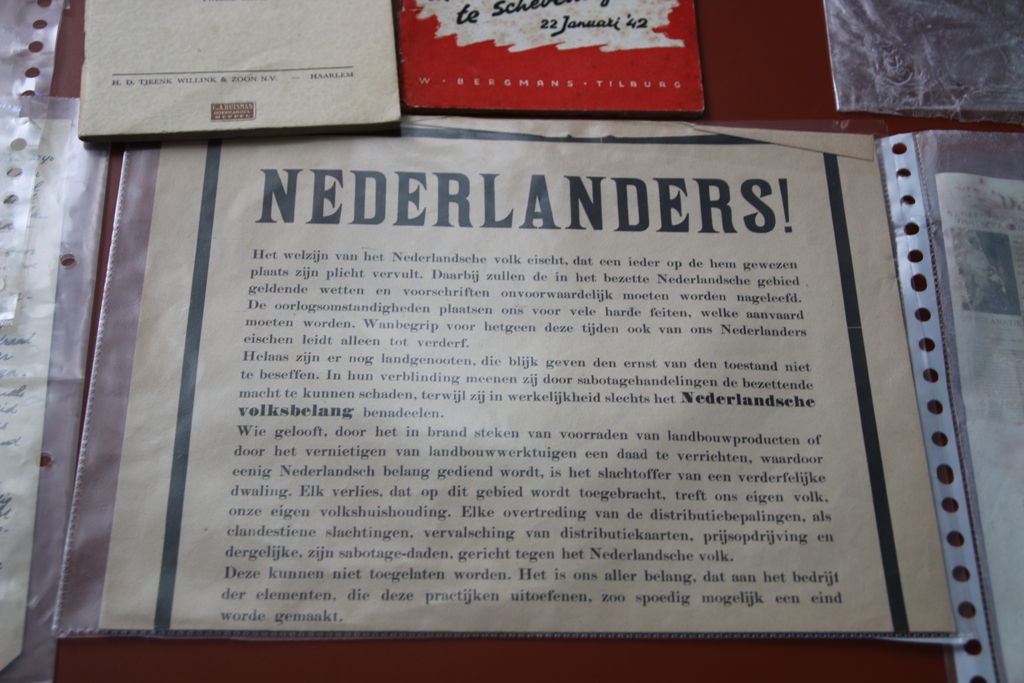 H. D. TJEENK WILLINK & ZOON N.V. — HAARLEM
MEPPEL
te Scheveningen
22 Januari '42
W · BERGMANS · TILBURG
NEDERLANDERS!
Het welzijn van het Nederlandsche volk eischt, dat een ieder op de hem gewezen
plaats zijn plicht vervult. Daarbij zullen de in het bezette Nederlandsche gebied
geldende wetten en voorschriften onvoorwaardelijk moeten worden nageleefd.
De oorlogsomstandigheden plaatsen ons voor vele harde feiten, welke aanvaard
moeten worden. Wanbegrip voor hetgeen deze tijden ook van ons Nederlanders
eischen leidt alleen tot verderf.
Helaas zijn er nog landgenooten, die blijk geven den ernst van den toestand niet
te beseffen. In hun verblinding meenen zij door sabotagehandelingen de bezettende
macht te kunnen schaden, terwijl zij in werkelijkheid slechts het Nederlandsche
volksbelang benadeelen.
Wie gelooft, door het in brand steken van voorraden van landbouwproducten of
door het vernietigen van landbouwwerktuigen een daad te verrichten, waardoor
eenig Nederlandsch belang gediend wordt, is het slachtoffer van een verderfelijke
dwaling. Elk verlies, dat op dit gebied wordt toegebracht, treft ons eigen volk,
onze eigen volkshuishouding. Elke overtreding van de distributiebepalingen, als
clandestiene slachtingen, vervalsching van distributiekaarten, prijsopdrijving en
dergelijke, zijn sabotage-daden, gericht tegen het Nederlandsche volk.
Deze kunnen niet toegelaten worden. Het is ons aller belang, dat aan het bedrijf
der elementen, die deze practijken uitoefenen, zoo spoedig mogelijk een eind
worde gemaakt.